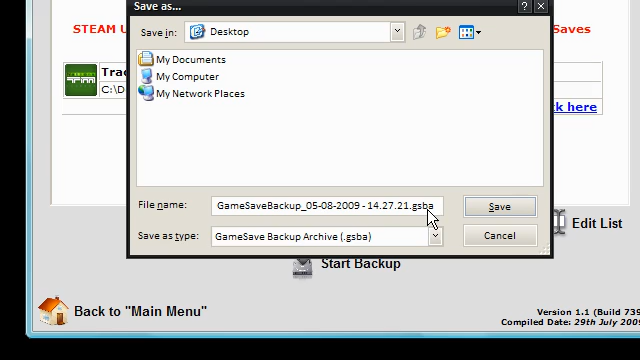 Save as...
?
STEAM U
Saves
Save in:
Desktop
My Documents
My Computer
My Network Places
Trac
C:\D
ck here
File name:
GameSaveBackup_05-08-2009 - 14.27.21.gsba
Save
Save as type:
GameSave Backup Archive (.gsba)
Cancel
Edit List
Start Backup
Back to "Main Menu"
Version 1.1 (Build 739
Compiled Date: 29th July 2009